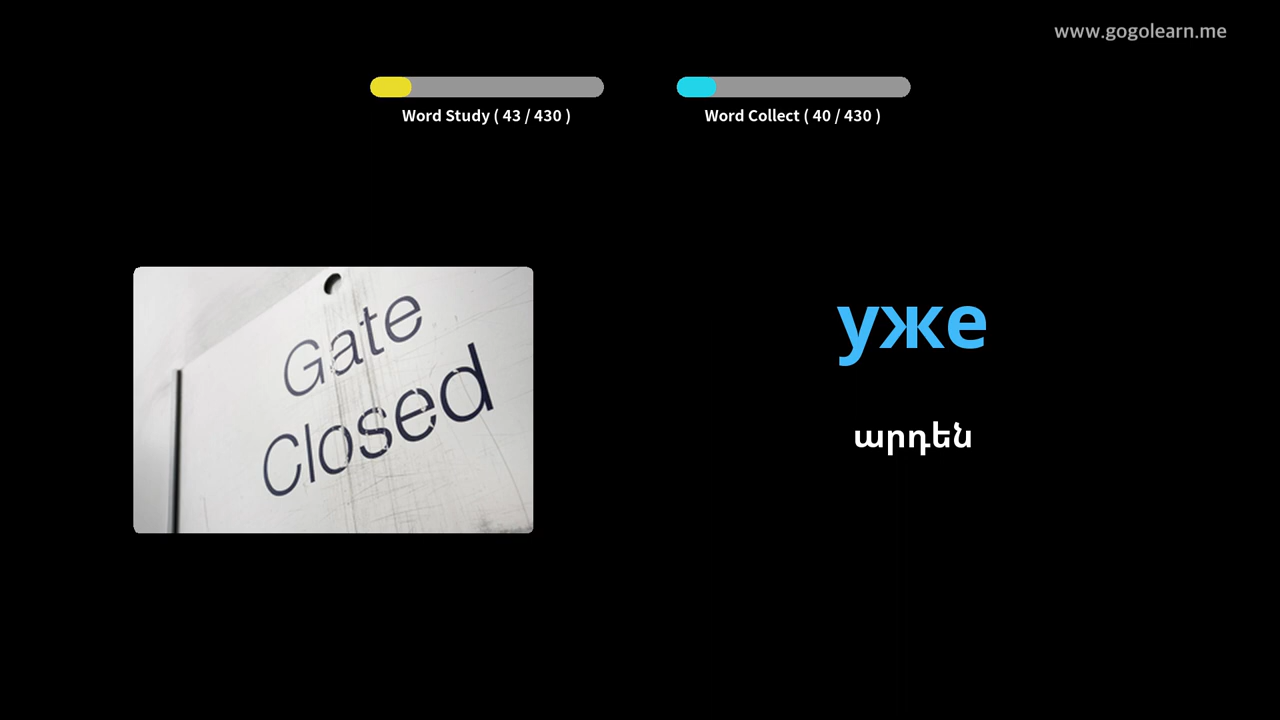 www.gogolearn.me
Word Study ( 43 / 430 )
Word Collect ( 40 / 430 )
Gate
Closed
уже
արդեն